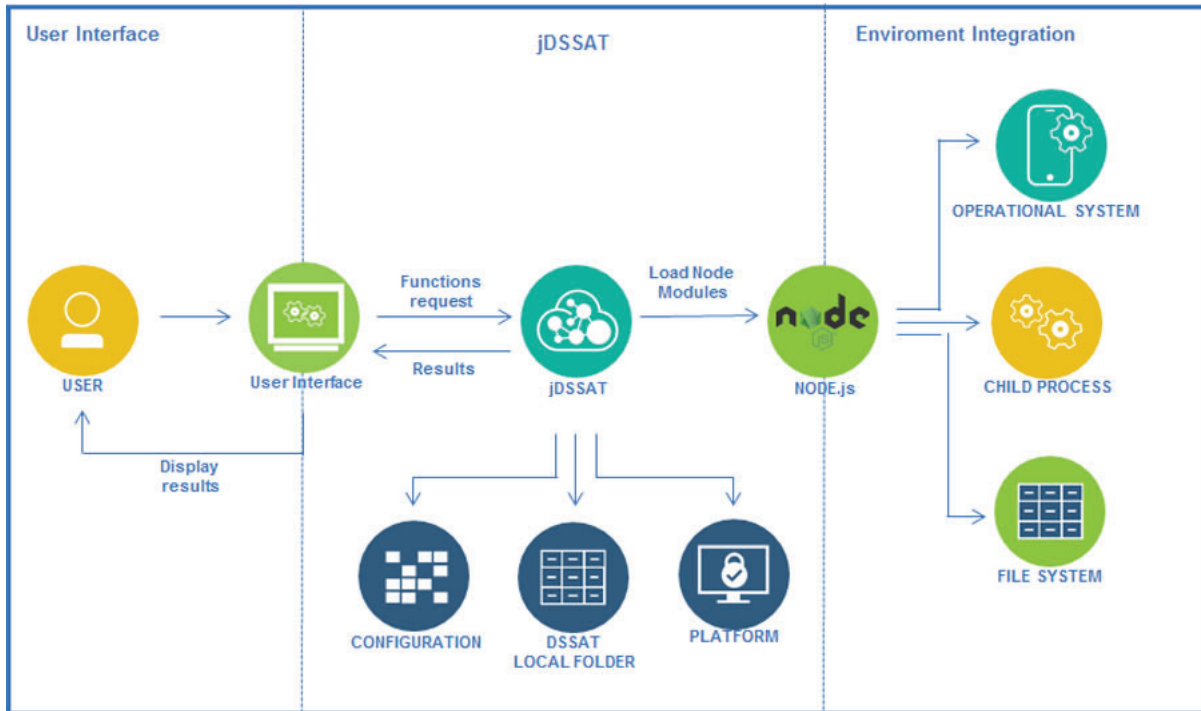 User Interface
jDSSAT
Enviroment Integration
OPERATIONAL SYSTEM
Functions
request
Load Node
Modules
node
JS
Results
USER
User Interface
jDSSAT
NODE.js
CHILD PROCESS
Display
results
CONFIGURATION
DSSAT
LOCAL FOLDER
PLATFORM
FILE SYSTEM